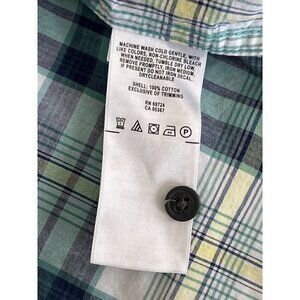 MACHINE WASH COLD GENTLE, WITH
LIKE COLORS, NON-CHLORINE BLEACH
WHEN NEEDED, TUMBLE DRY LOW
REMOVE PROMPTLY, IRON MEDIUM
IF PRESENT DO NOT IRON DECAL,
DRYCLEANABLE
SHELL: 100% COTTON
EXCLUSIVE OF TRIMMING
RN 69724
CA 05367
P